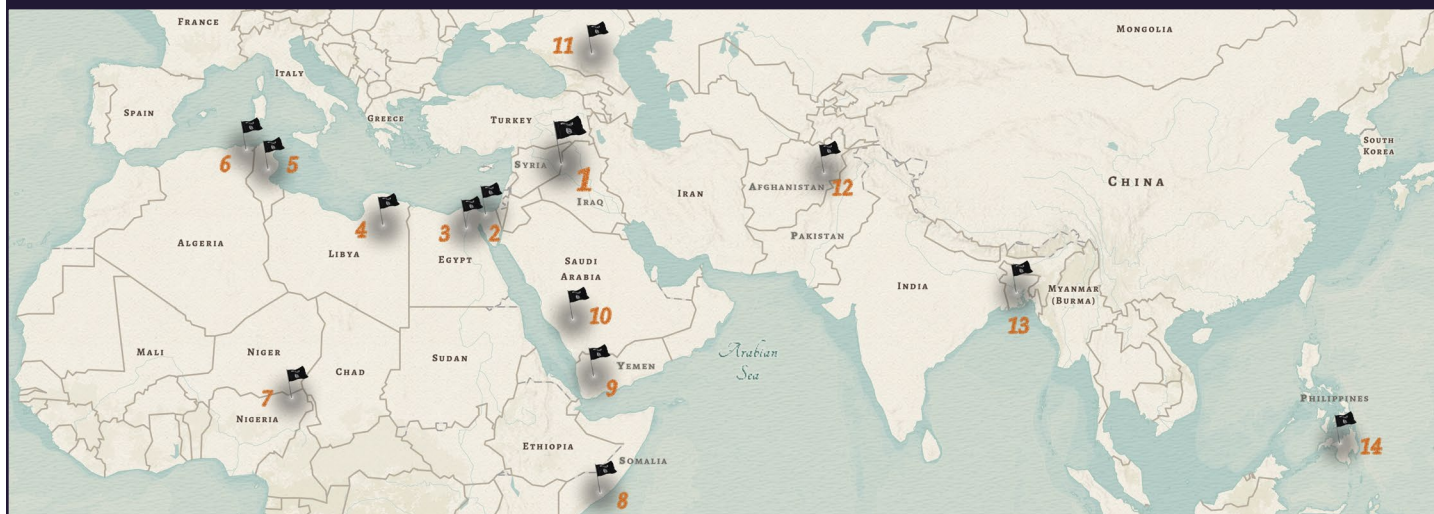 FRANCE
MONGOLIA
11
ITALY
SPAIN
GREECE
TURKEY
SOUTH
KOREA
6
5
SYRIA
1
IRAQ
AFGHANISTAN
12
CHINA
IRAN
4
3
2
PAKISTAN
ALGERIA
LIBYA
EGYPT
SAUDI
ARABIA
INDIA
MYANMAR
(BURMA)
10
13
MALI
NIGER
CHAD
SUDAN
Arabian
Sea
YEMEN
9
7
NIGERIA
PHILIPPINES
ETHIOPIA
SOMALIA
14
8